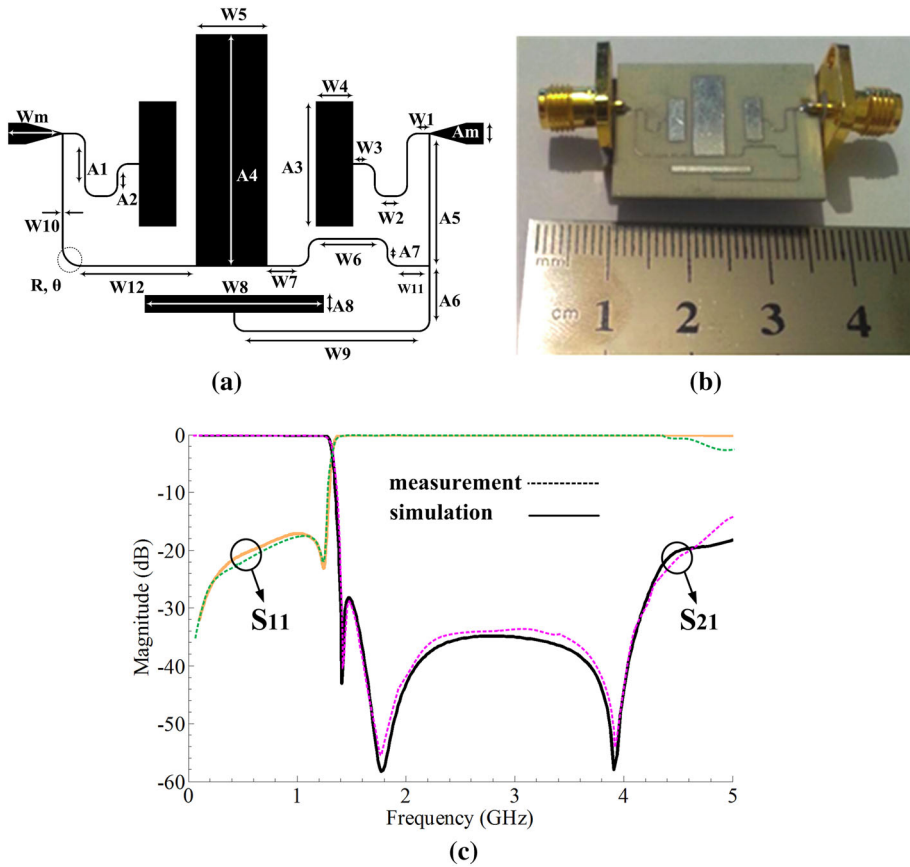 W5
Wm
A1
A2
W10
R, θ
W12
A4
W4
A3
W3
W1
Am
W2
A5
W6
A7
W7
W11
W8
A8
A6
W9
(a)
mm
cm 1 2 3 4
(b)
0
-10
-20
-30
-40
-50
-60
Magnitude (dB)
measurement
simulation
S11
S21
0 1 2 3 4 5
Frequency (GHz)
(c)